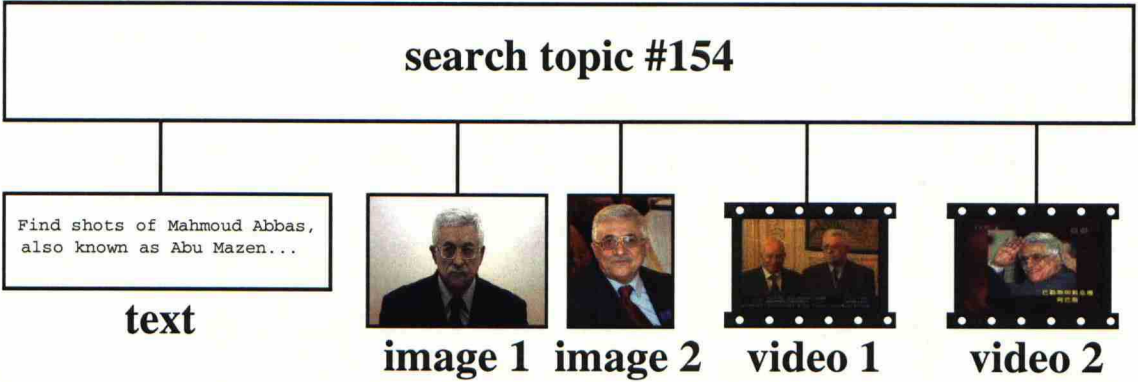 search topic #154
Find shots of Mahmoud Abbas,
also known as Abu Mazen...
text
image 1
image 2
video 1
video 2